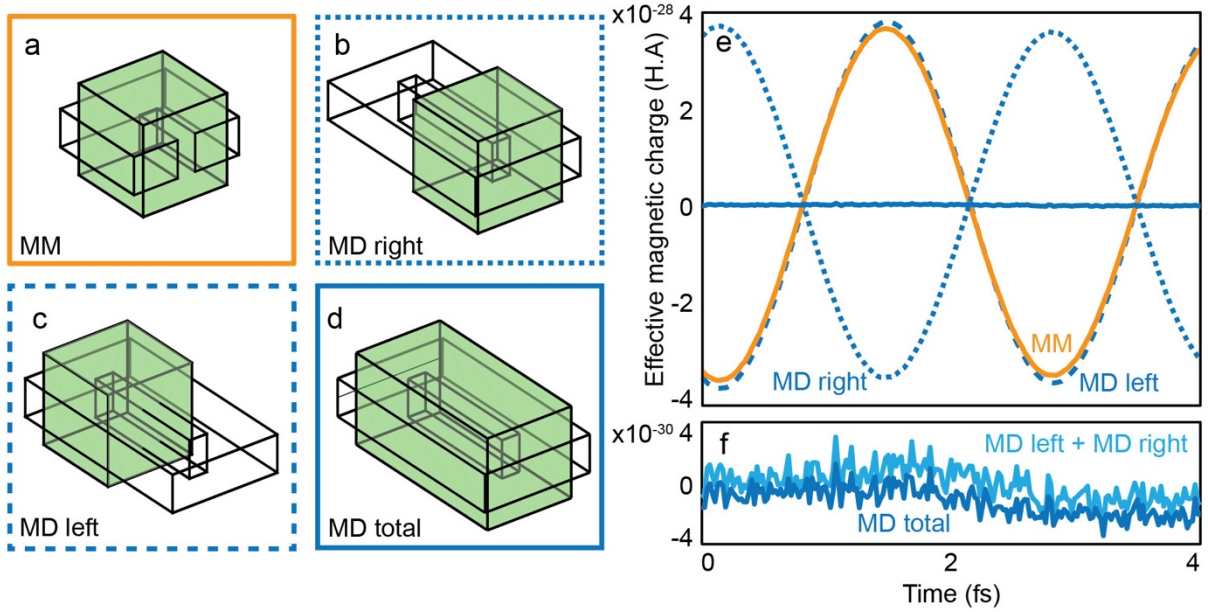 a
MM
b
MD right
c
MD left
d
MD total
x10-28
Effective magnetic charge (H.A)
4
2
0
-2
-4
e
MM
MD right
MD left
x10-30
4
0
-4
f
MD left + MD right
MD total
0
2
4
Time (fs)